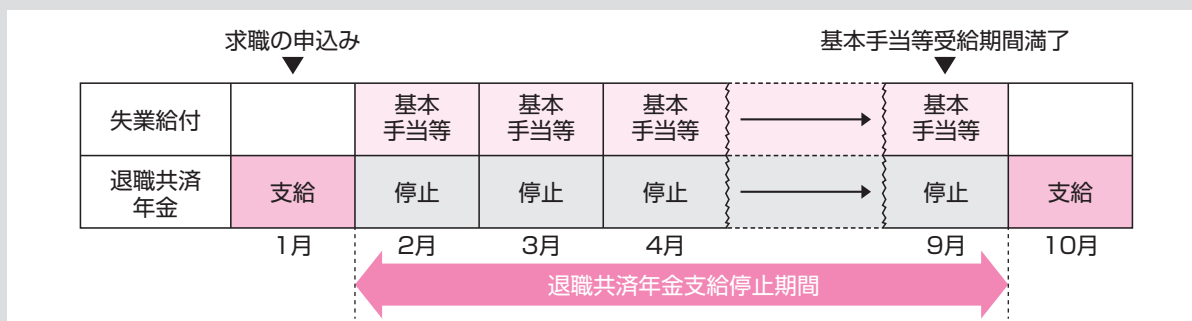 求職の申込み
基本手当等受給期間満了
▼
▼
失業給付
基本
手当等
基本
手当等
基本
手当等
基本
手当等
退職共済
年金
支給
停止
停止
停止
停止
支給
1月
2月
3月
4月
9月
10月
退職共済年金支給停止期間